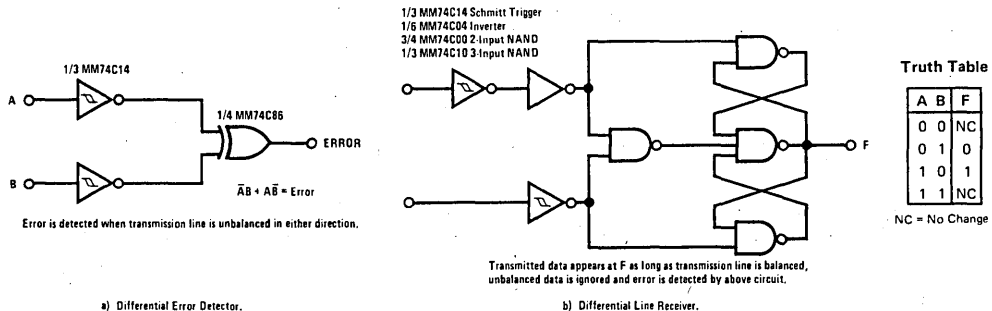 1/3 MM74C14
A
B
1/4 MM74C86
ERROR
A̅B + AB̅ = Error
Error is detected when transmission line is unbalanced in either direction.
a) Differential Error Detector.
1/3 MM74C14 Schmitt Trigger
1/6 MM74C04 Inverter
3/4 MM74C00 2-Input NAND
1/3 MM74C10 3-Input NAND
F
Transmitted data appears at F as long as transmission line is balanced,
unbalanced data is ignored and error is detected by above circuit.
b) Differential Line Receiver.
Truth Table
A B F
0 0 NC
0 1 0
1 0 1
1 1 NC
NC = No Change